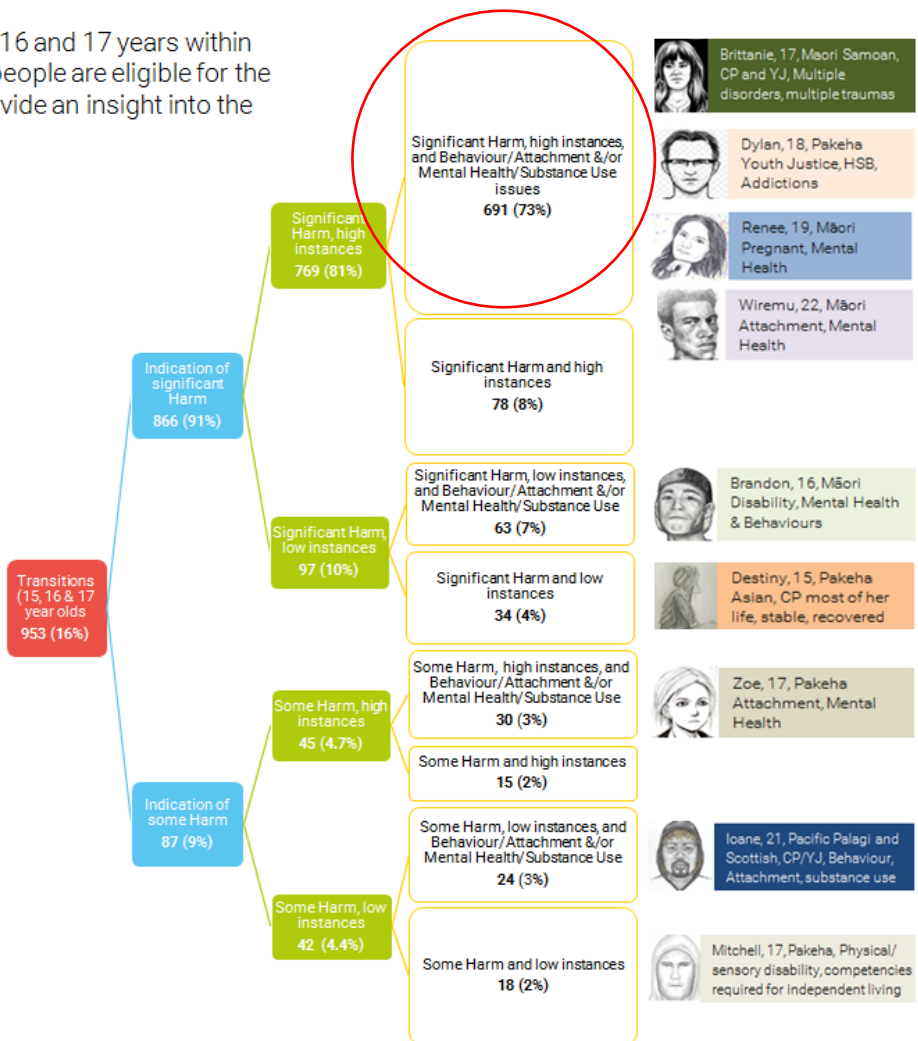 16 and 17 years within
people are eligible for the
vide an insight into the
Transitions
(15, 16 & 17
year olds
953 (16%)
Indication of
significant
Harm
866 (91%)
Indication of
some Harm
87 (9%)
Significant
Harm, high
instances
769 (81%)
Significant Harm,
low instances
97 (10%)
Some Harm, high
instances
45 (4.7%)
Some Harm, low
instances
42 (4.4%)
Significant Harm, high instances,
and Behaviour/Attachment &/or
Mental Health/Substance Use
issues
691 (73%)
Significant Harm and high
instances
78 (8%)
Significant Harm, low instances,
and Behaviour/Attachment &/or
Mental Health/Substance Use
63 (7%)
Significant Harm and low
instances
34 (4%)
Some Harm, high instances, and
Behaviour/Attachment &/or
Mental Health/Substance Use
30 (3%)
Some Harm and high instances
15 (2%)
Some Harm, low instances, and
Behaviour/Attachment &/or
Mental Health/Substance Use
24 (3%)
Some Harm and low instances
18 (2%)
Brittanie, 17, Maori Samoan,
CP and YJ, Multiple
disorders, multiple traumas
Dylan, 18, Pakeha
Youth Justice, HSB,
Addictions
Renee, 19, Māori
Pregnant, Mental
Health
Wiremu, 22, Māori
Attachment, Mental
Health
Brandon, 16, Māori
Disability, Mental Health
& Behaviours
Destiny, 15, Pakeha
Asian, CP most of her
life, stable, recovered
Zoe, 17, Pakeha
Attachment, Mental
Health
Ioane, 21, Pacific Palagi and
Scottish, CP/YJ, Behaviour,
Attachment, substance use
Mitchell, 17, Pakeha, Physical/
sensory disability, competencies
required for independent living